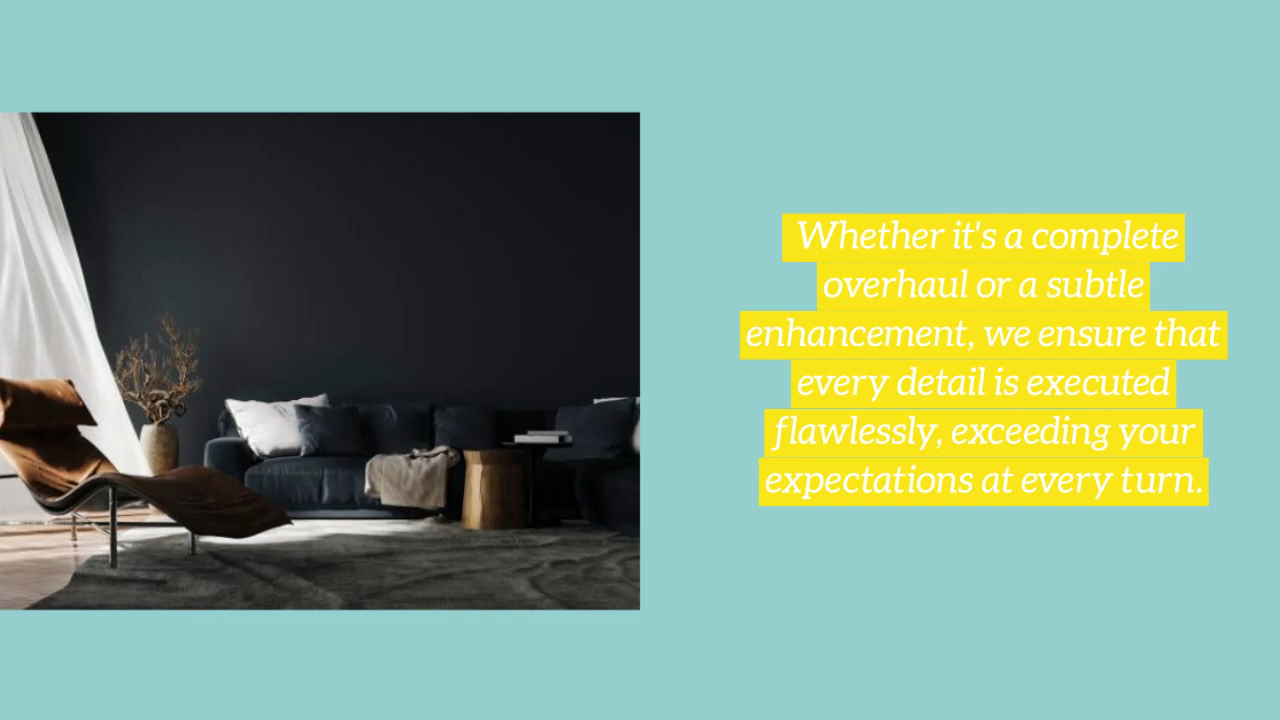 Whether it's a complete
overhaul or a subtle
enhancement, we ensure that
every detail is executed
flawlessly, exceeding your
expectations at every turn.